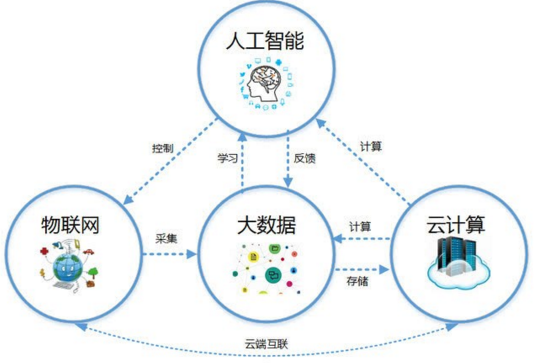 人工智能
控制
学习
反馈
计算
物联网
采集
大数据
计算
存储
云计算
云端互联